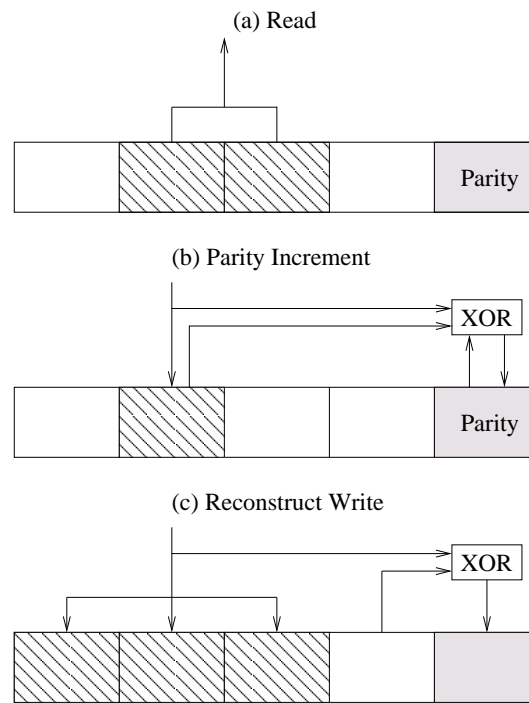 (a) Read
Parity
(b) Parity Increment
XOR
Parity
(c) Reconstruct Write
XOR